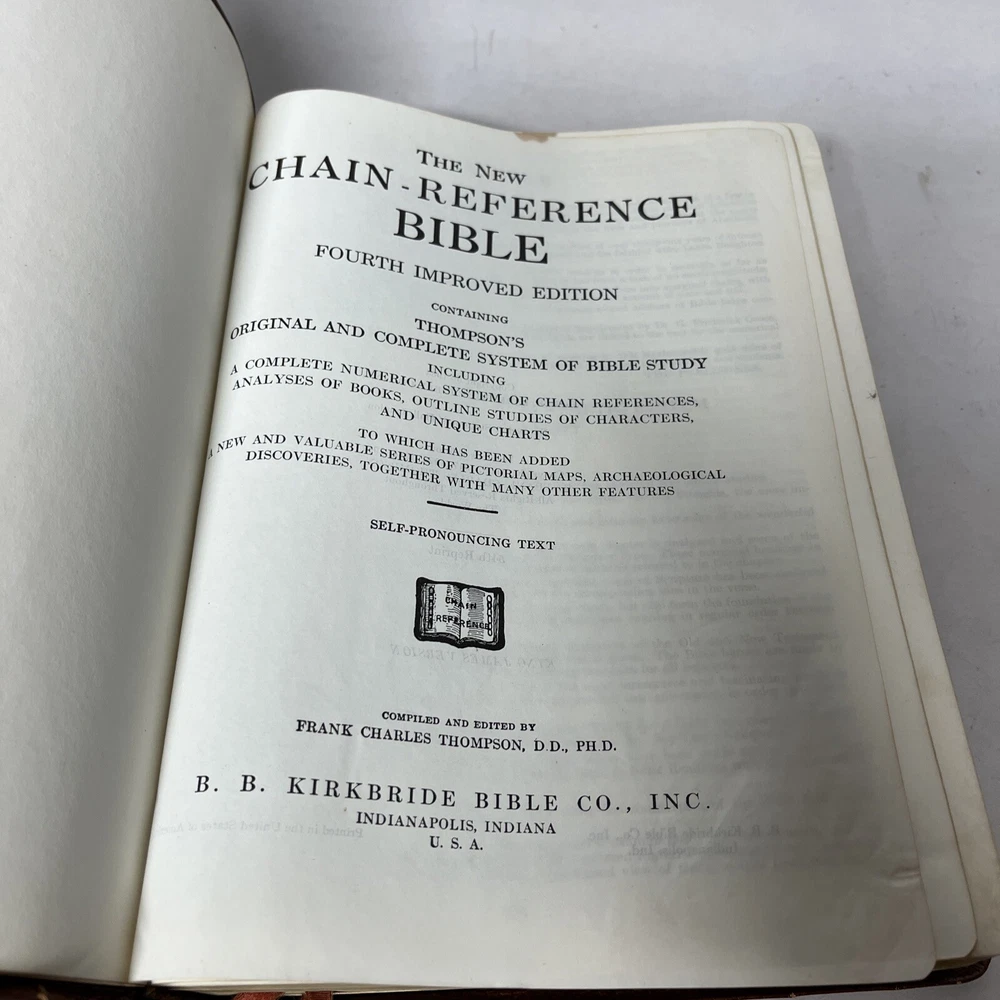 THE NEW
CHAIN-REFERENCE
BIBLE
FOURTH IMPROVED EDITION
CONTAINING
THOMPSON'S
ORIGINAL AND COMPLETE SYSTEM OF BIBLE STUDY
INCLUDING
A COMPLETE NUMERICAL SYSTEM OF CHAIN REFERENCES,
ANALYSES OF BOOKS, OUTLINE STUDIES OF CHARACTERS,
AND UNIQUE CHARTS
TO WHICH HAS BEEN ADDED
A NEW AND VALUABLE SERIES OF PICTORIAL MAPS, ARCHAEOLOGICAL
DISCOVERIES, TOGETHER WITH MANY OTHER FEATURES
SELF-PRONOUNCING TEXT
CHAIN
REFERENCE
COMPILED AND EDITED BY
FRANK CHARLES THOMPSON, D.D., PH.D.
B. B. KIRKBRIDE BIBLE CO., INC.
INDIANAPOLIS, INDIANA
U. S. A.